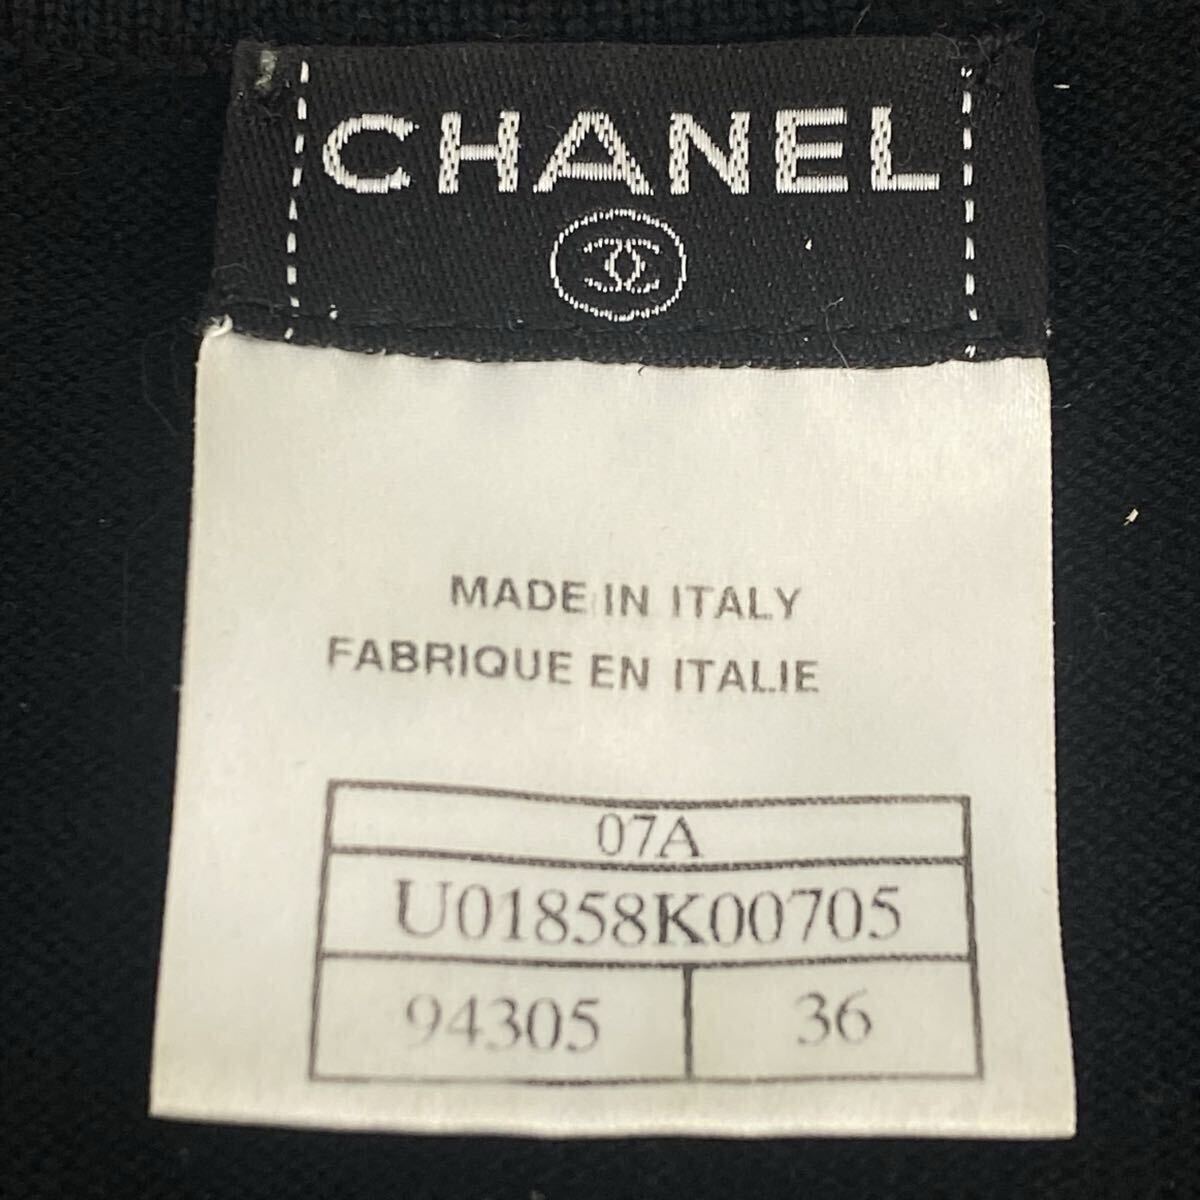 CHANEL
MADE IN ITALY
FABRIQUE EN ITALIE
07A
U01858K00705
94305 36